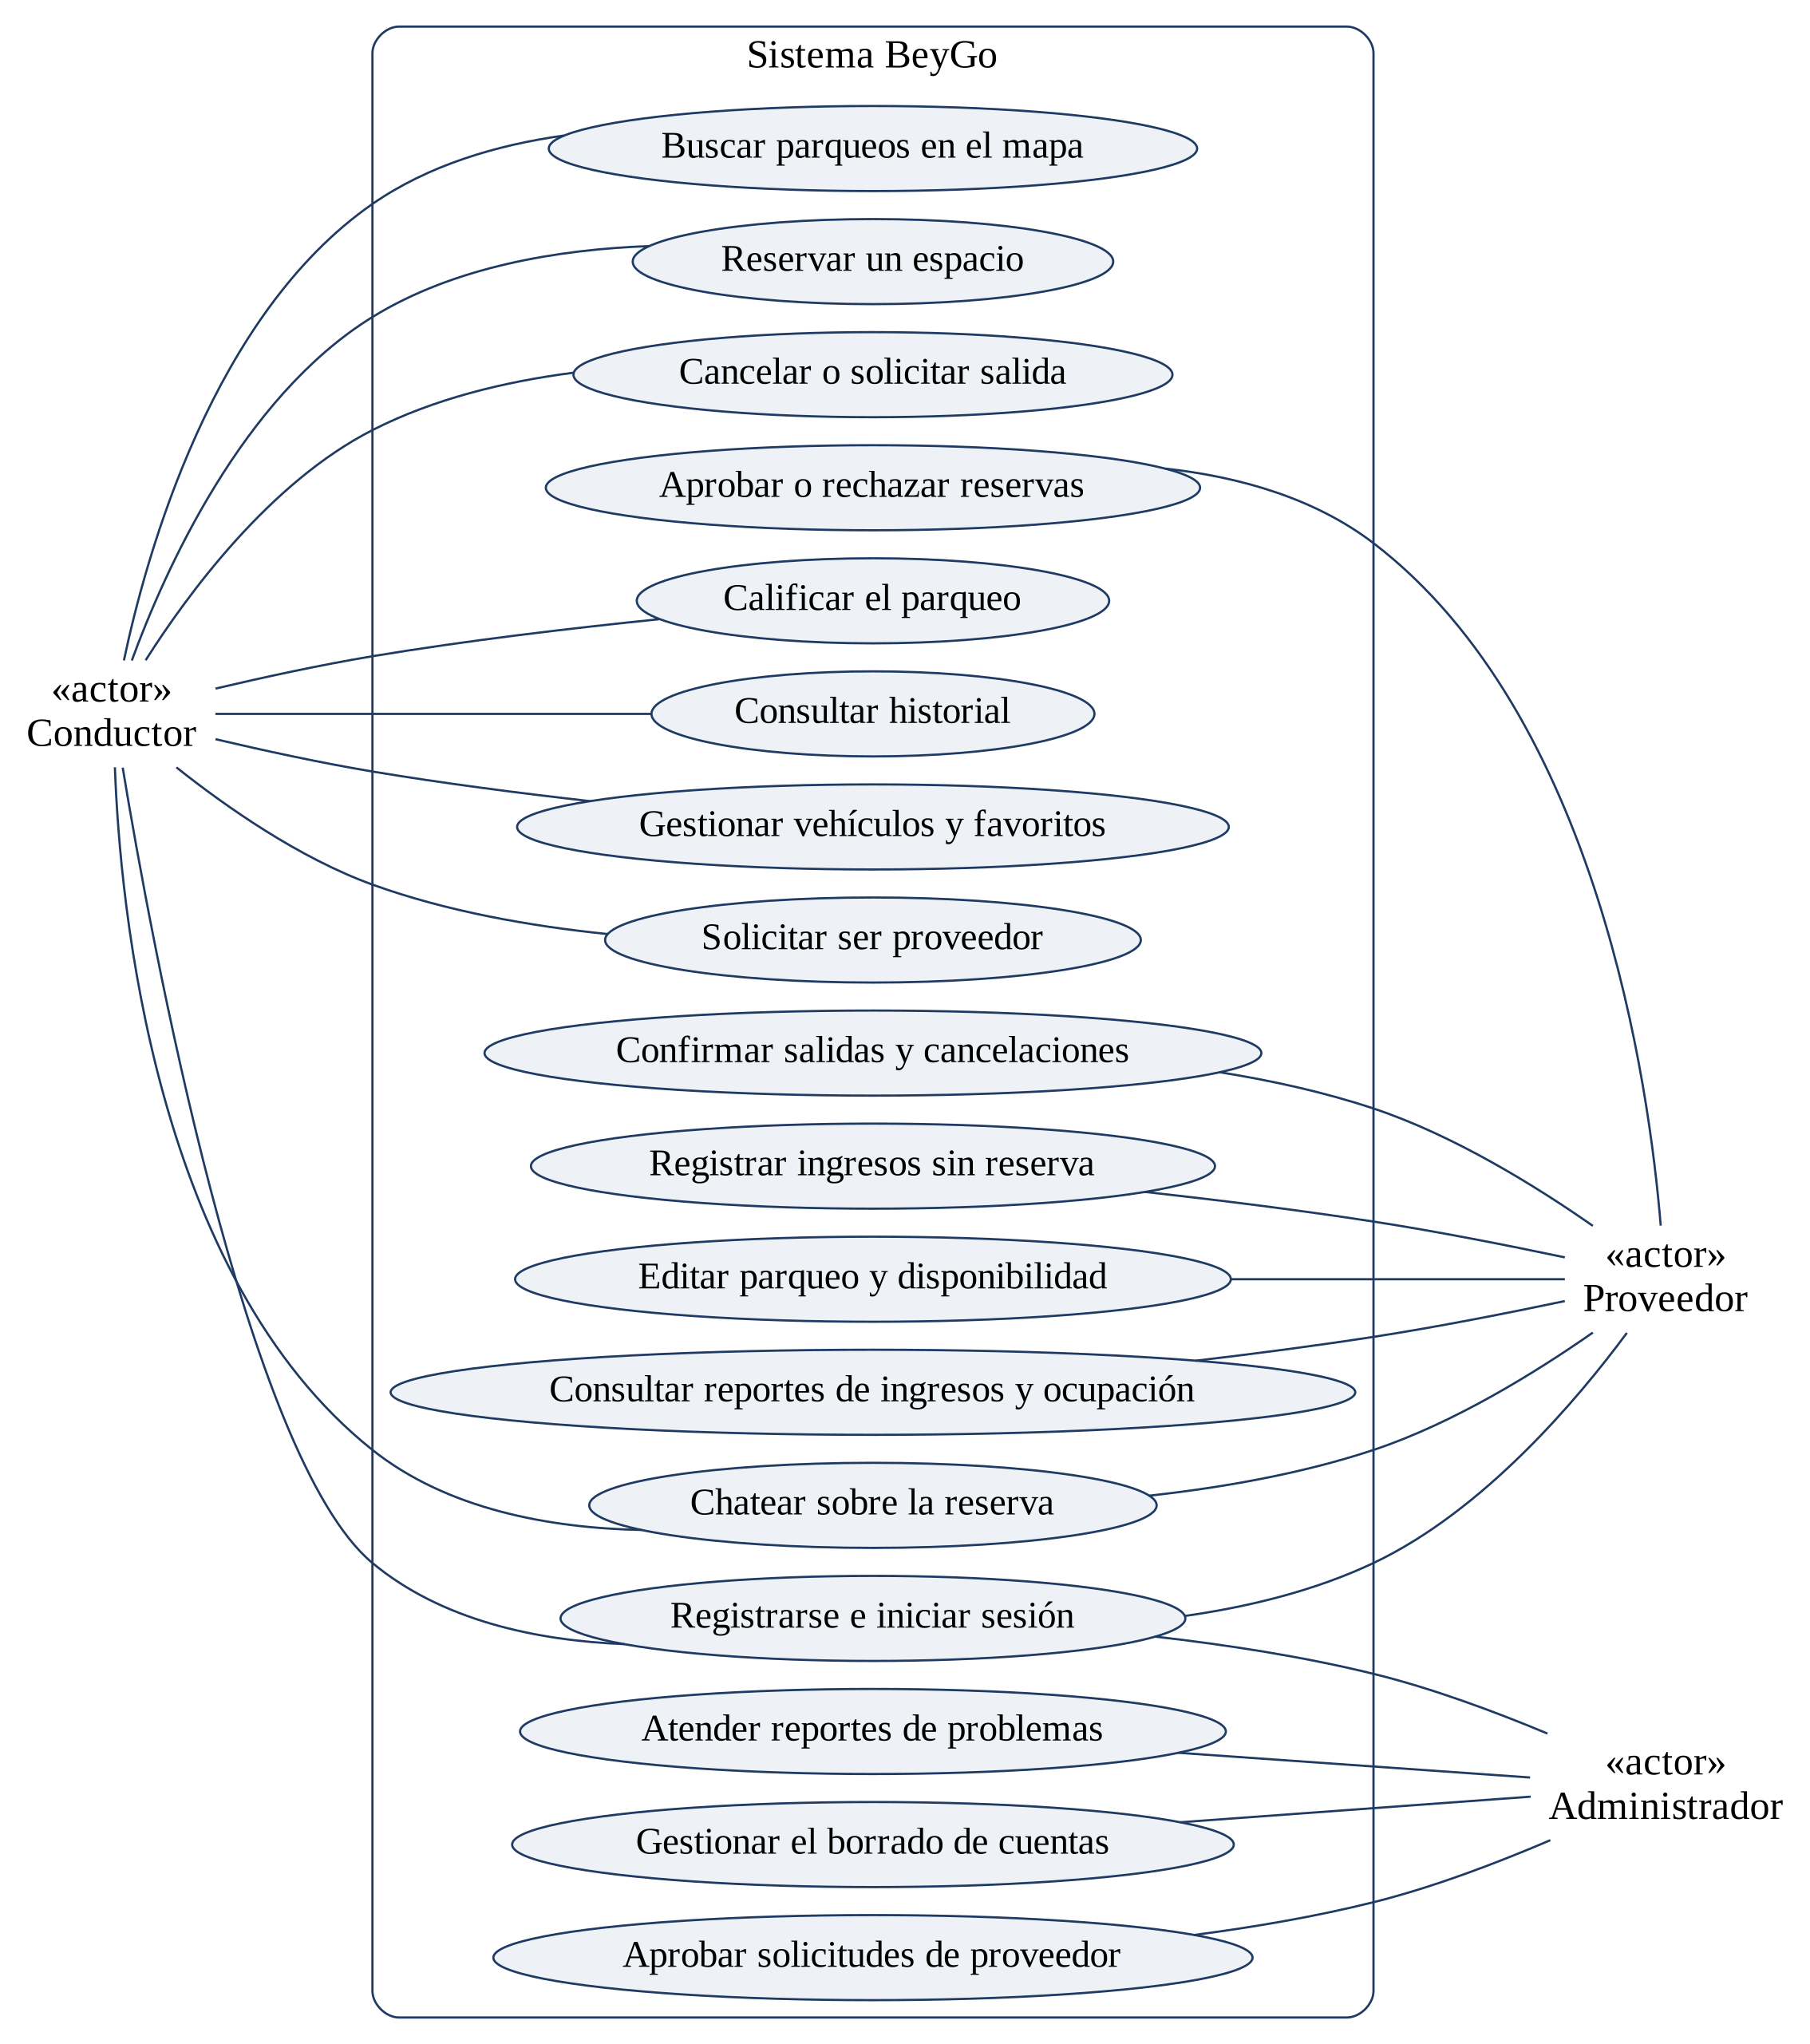 Sistema BeyGo
Buscar parqueos en el mapa
Reservar un espacio
Cancelar o solicitar salida
Aprobar o rechazar reservas
Calificar el parqueo
«actor»
Conductor
Consultar historial
Gestionar vehículos y favoritos
Solicitar ser proveedor
Confirmar salidas y cancelaciones
Registrar ingresos sin reserva
«actor»
Proveedor
Editar parqueo y disponibilidad
Consultar reportes de ingresos y ocupación
Chatear sobre la reserva
Registrarse e iniciar sesión
Atender reportes de problemas
«actor»
Administrador
Gestionar el borrado de cuentas
Aprobar solicitudes de proveedor